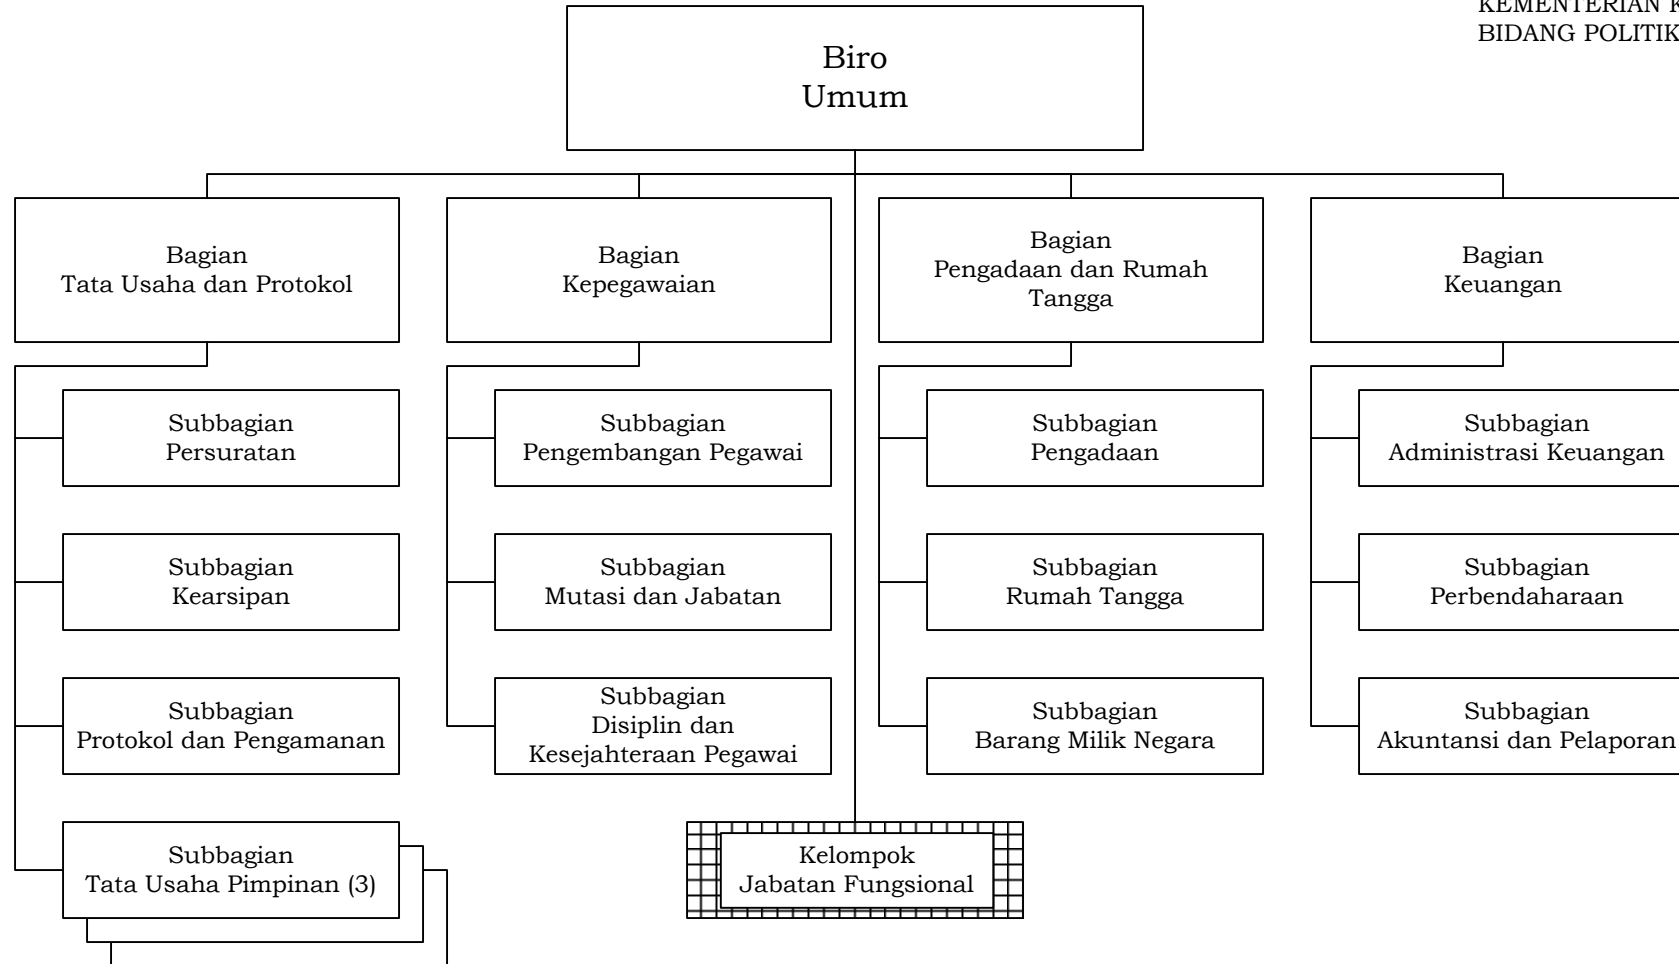 KEMENTERIAN
BIDANG POLITIK
Biro
Umum
Bagian
Tata Usaha dan Protokol
Bagian
Kepegawaian
Bagian
Pengadaan dan Rumah
Tangga
Bagian
Keuangan
Subbagian
Persuratan
Subbagian
Pengembangan Pegawai
Subbagian
Pengadaan
Subbagian
Administrasi Keuangan
Subbagian
Kearsipan
Subbagian
Mutasi dan Jabatan
Subbagian
Rumah Tangga
Subbagian
Perbendaharaan
Subbagian
Protokol dan Pengamanan
Subbagian
Disiplin dan
Kesejahteraan Pegawai
Subbagian
Barang Milik Negara
Subbagian
Akuntansi dan Pelaporan
Subbagian
Tata Usaha Pimpinan (3)
Kelompok
Jabatan Fungsional